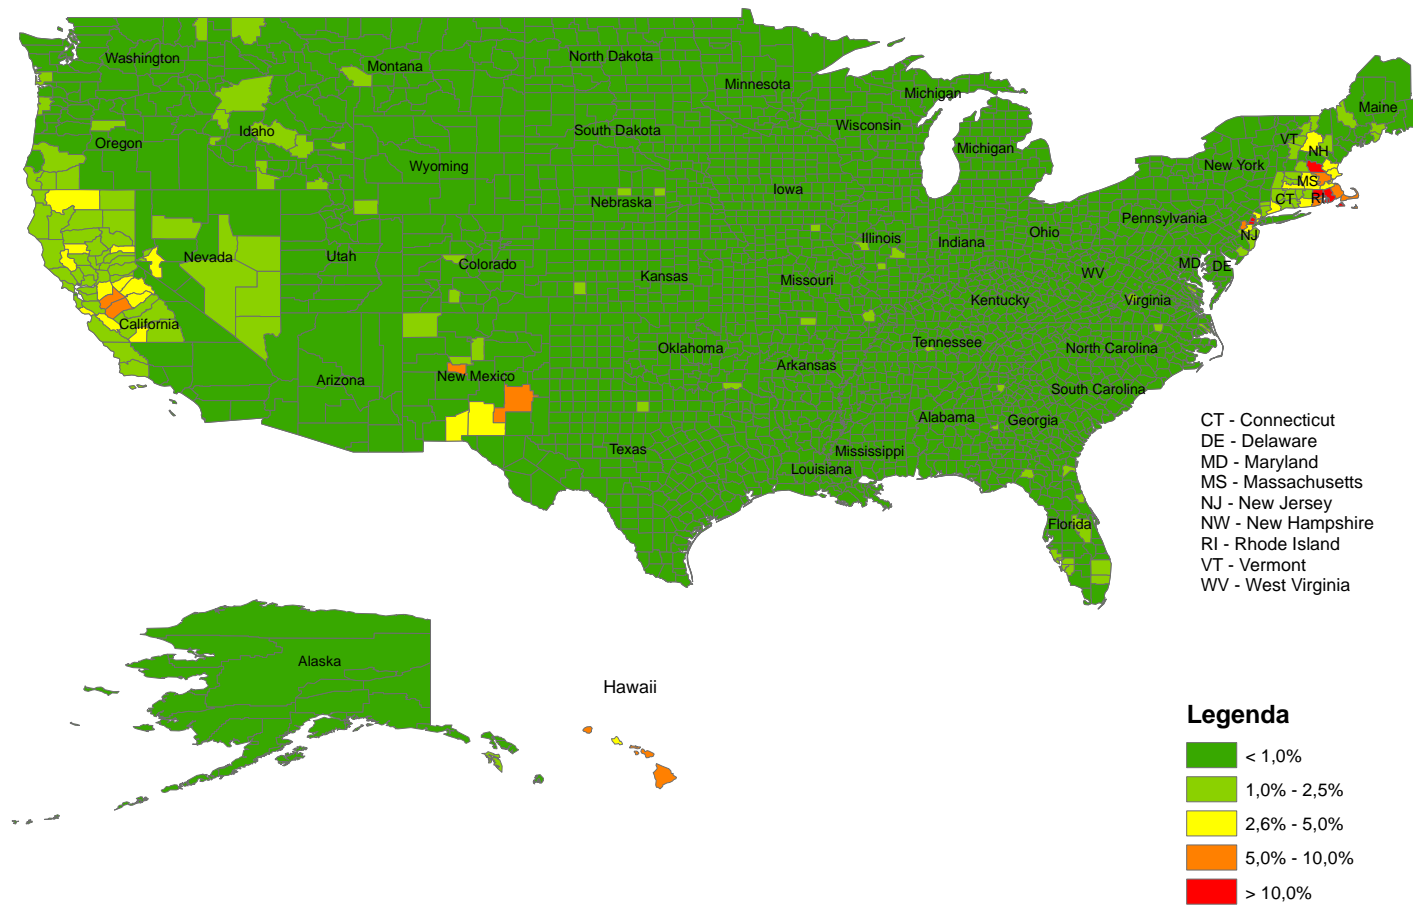 Washington
Montana
North Dakota
Minnesota
Michigan
Maine
Oregon
Idaho
South Dakota
Wisconsin
Michigan
VT
NH
New York
Wyoming
Iowa
MS
Nebraska
CT
RI
Pennsylvania
NJ
Nevada
Utah
Colorado
Illinois
Indiana
Ohio
Kansas
Missouri
WV
MD
DE
Kentucky
Virginia
California
Oklahoma
Tennessee
North Carolina
Arizona
New Mexico
Arkansas
South Carolina
Alabama
Georgia
Texas
Mississippi
Louisiana
Florida
CT - Connecticut
DE - Delaware
MD - Maryland
MS - Massachusetts
NJ - New Jersey
NW - New Hampshire
RI - Rhode Island
VT - Vermont
WV - West Virginia
Alaska
Hawaii
Legenda
< 1,0%
1,0% - 2,5%
2,6% - 5,0%
5,0% - 10,0%
> 10,0%